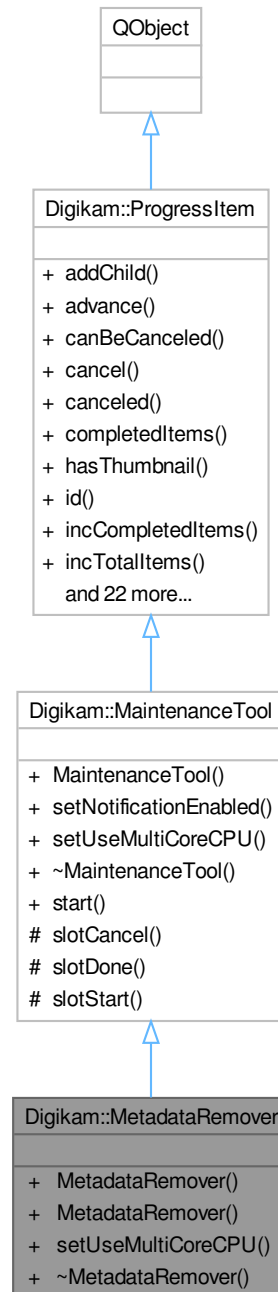 QObject
Digikam::ProgressItem
+ addChild()
+ advance()
+ canBeCanceled()
+ cancel()
+ canceled()
+ completedItems()
+ hasThumbnail()
+ id()
+ incCompletedItems()
+ incTotalItems()
and 22 more...
Digikam::MaintenanceTool
+ MaintenanceTool()
+ setNotificationEnabled()
+ setUseMultiCoreCPU()
+ ~MaintenanceTool()
+ start()
# slotCancel()
# slotDone()
# slotStart()
Digikam::MetadataRemover
+ MetadataRemover()
+ MetadataRemover()
+ setUseMultiCoreCPU()
+ ~MetadataRemover()